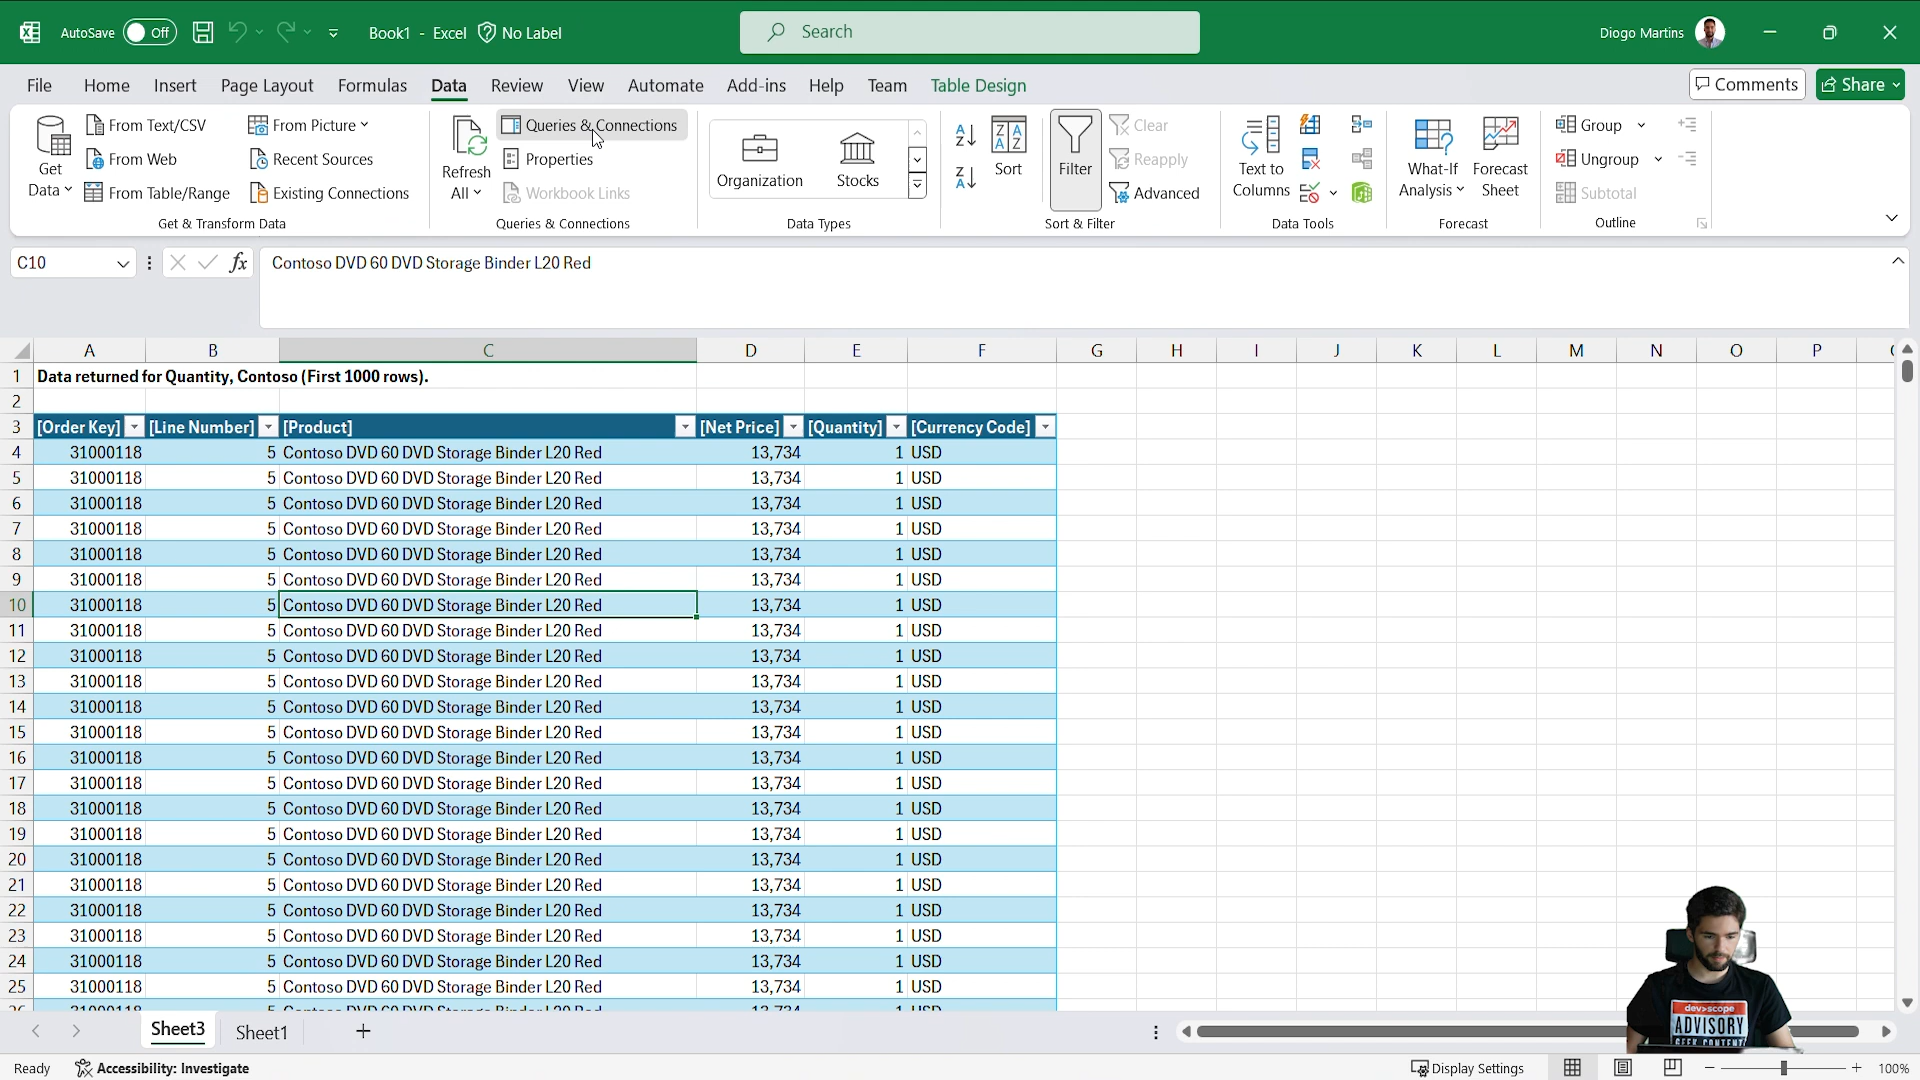 AutoSave Off Book1 - Excel No Label Search Diogo Martins
File Home Insert Page Layout Formulas Data Review View Automate Add-ins Help Team Table Design Comments Share
Get Data
From Text/CSV
From Web
From Table/Range
From Picture
Recent Sources
Existing Connections
Get & Transform Data
Refresh All
Queries & Connections
Properties
Workbook Links
Queries & Connections
Organization Stocks
Data Types
Sort
Filter
Clear
Reapply
Advanced
Sort & Filter
Text to Columns
Data Tools
What-If Analysis
Forecast Sheet
Forecast
Group
Ungroup
Subtotal
Outline
C10 fx Contoso DVD 60 DVD Storage Binder L20 Red
A B C D E F G H I J K L M N O P
1 Data returned for Quantity, Contoso (First 1000 rows).
2
3 [Order Key] [Line Number] [Product] [Net Price] [Quantity] [Currency Code]
4 31000118 5 Contoso DVD 60 DVD Storage Binder L20 Red 13,734 1 USD
5 31000118 5 Contoso DVD 60 DVD Storage Binder L20 Red 13,734 1 USD
6 31000118 5 Contoso DVD 60 DVD Storage Binder L20 Red 13,734 1 USD
7 31000118 5 Contoso DVD 60 DVD Storage Binder L20 Red 13,734 1 USD
8 31000118 5 Contoso DVD 60 DVD Storage Binder L20 Red 13,734 1 USD
9 31000118 5 Contoso DVD 60 DVD Storage Binder L20 Red 13,734 1 USD
10 31000118 5 Contoso DVD 60 DVD Storage Binder L20 Red 13,734 1 USD
11 31000118 5 Contoso DVD 60 DVD Storage Binder L20 Red 13,734 1 USD
12 31000118 5 Contoso DVD 60 DVD Storage Binder L20 Red 13,734 1 USD
13 31000118 5 Contoso DVD 60 DVD Storage Binder L20 Red 13,734 1 USD
14 31000118 5 Contoso DVD 60 DVD Storage Binder L20 Red 13,734 1 USD
15 31000118 5 Contoso DVD 60 DVD Storage Binder L20 Red 13,734 1 USD
16 31000118 5 Contoso DVD 60 DVD Storage Binder L20 Red 13,734 1 USD
17 31000118 5 Contoso DVD 60 DVD Storage Binder L20 Red 13,734 1 USD
18 31000118 5 Contoso DVD 60 DVD Storage Binder L20 Red 13,734 1 USD
19 31000118 5 Contoso DVD 60 DVD Storage Binder L20 Red 13,734 1 USD
20 31000118 5 Contoso DVD 60 DVD Storage Binder L20 Red 13,734 1 USD
21 31000118 5 Contoso DVD 60 DVD Storage Binder L20 Red 13,734 1 USD
22 31000118 5 Contoso DVD 60 DVD Storage Binder L20 Red 13,734 1 USD
23 31000118 5 Contoso DVD 60 DVD Storage Binder L20 Red 13,734 1 USD
24 31000118 5 Contoso DVD 60 DVD Storage Binder L20 Red 13,734 1 USD
25 31000118 5 Contoso DVD 60 DVD Storage Binder L20 Red 13,734 1 USD
dev>scope
ADVISORY
GEEK CONTENT
Sheet3 Sheet1
Ready Accessibility: Investigate Display Settings 100%